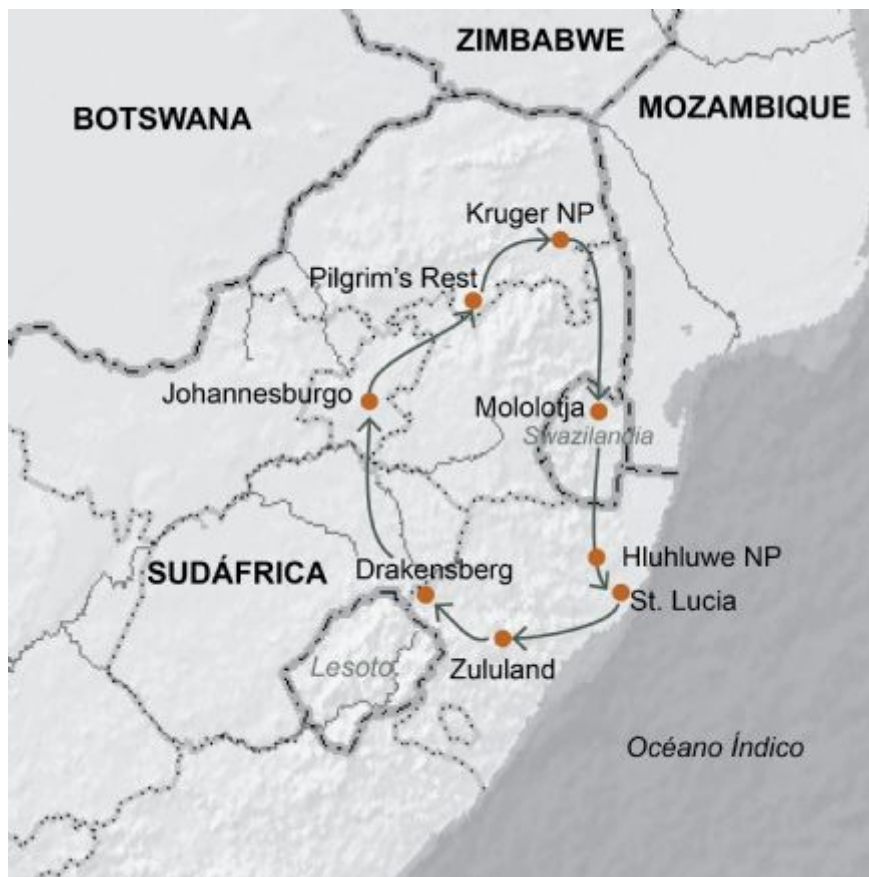 ZIMBABWE
BOTSWANA
MOZAMBIQUE
Kruger NP
Pilgrim's Rest
Johannesburgo
Mololotja
Swazilandia
Hluhluwe NP
SUDÁFRICA
Drakensberg
St. Lucia
Lesoto
Zululand
Océano Índico